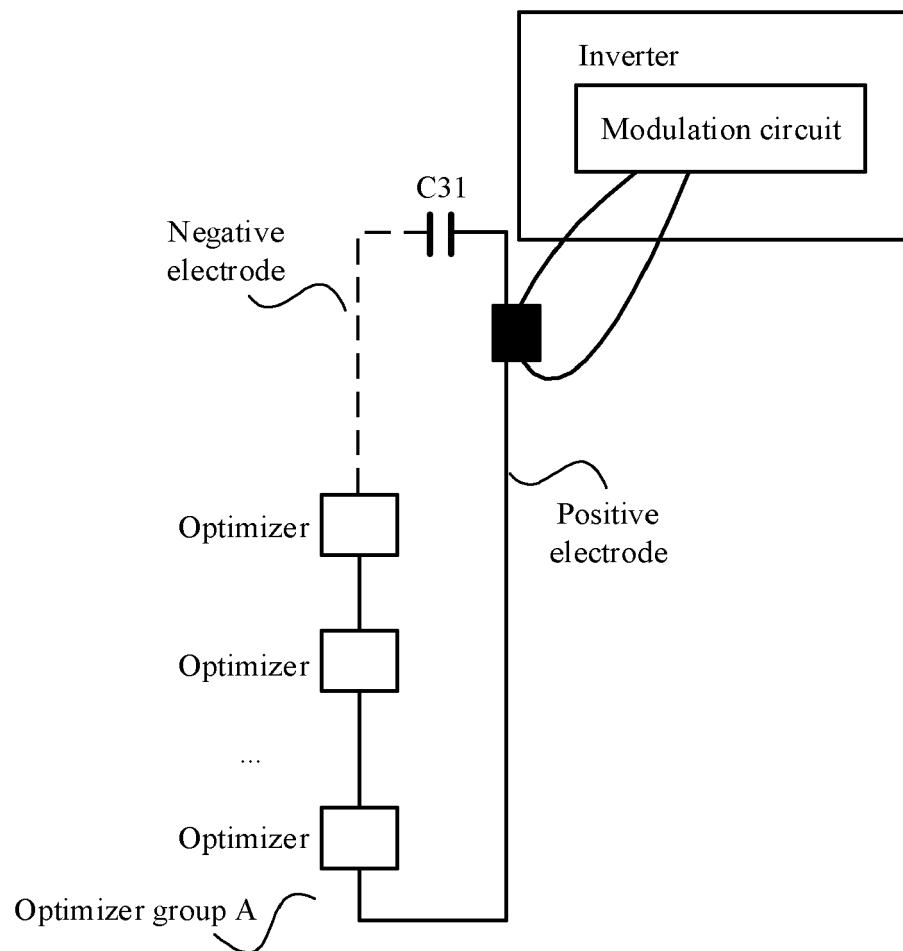 Inverter
Modulation circuit
C31
Negative
electrode
Optimizer
Positive
electrode
Optimizer
...
Optimizer
Optimizer group A